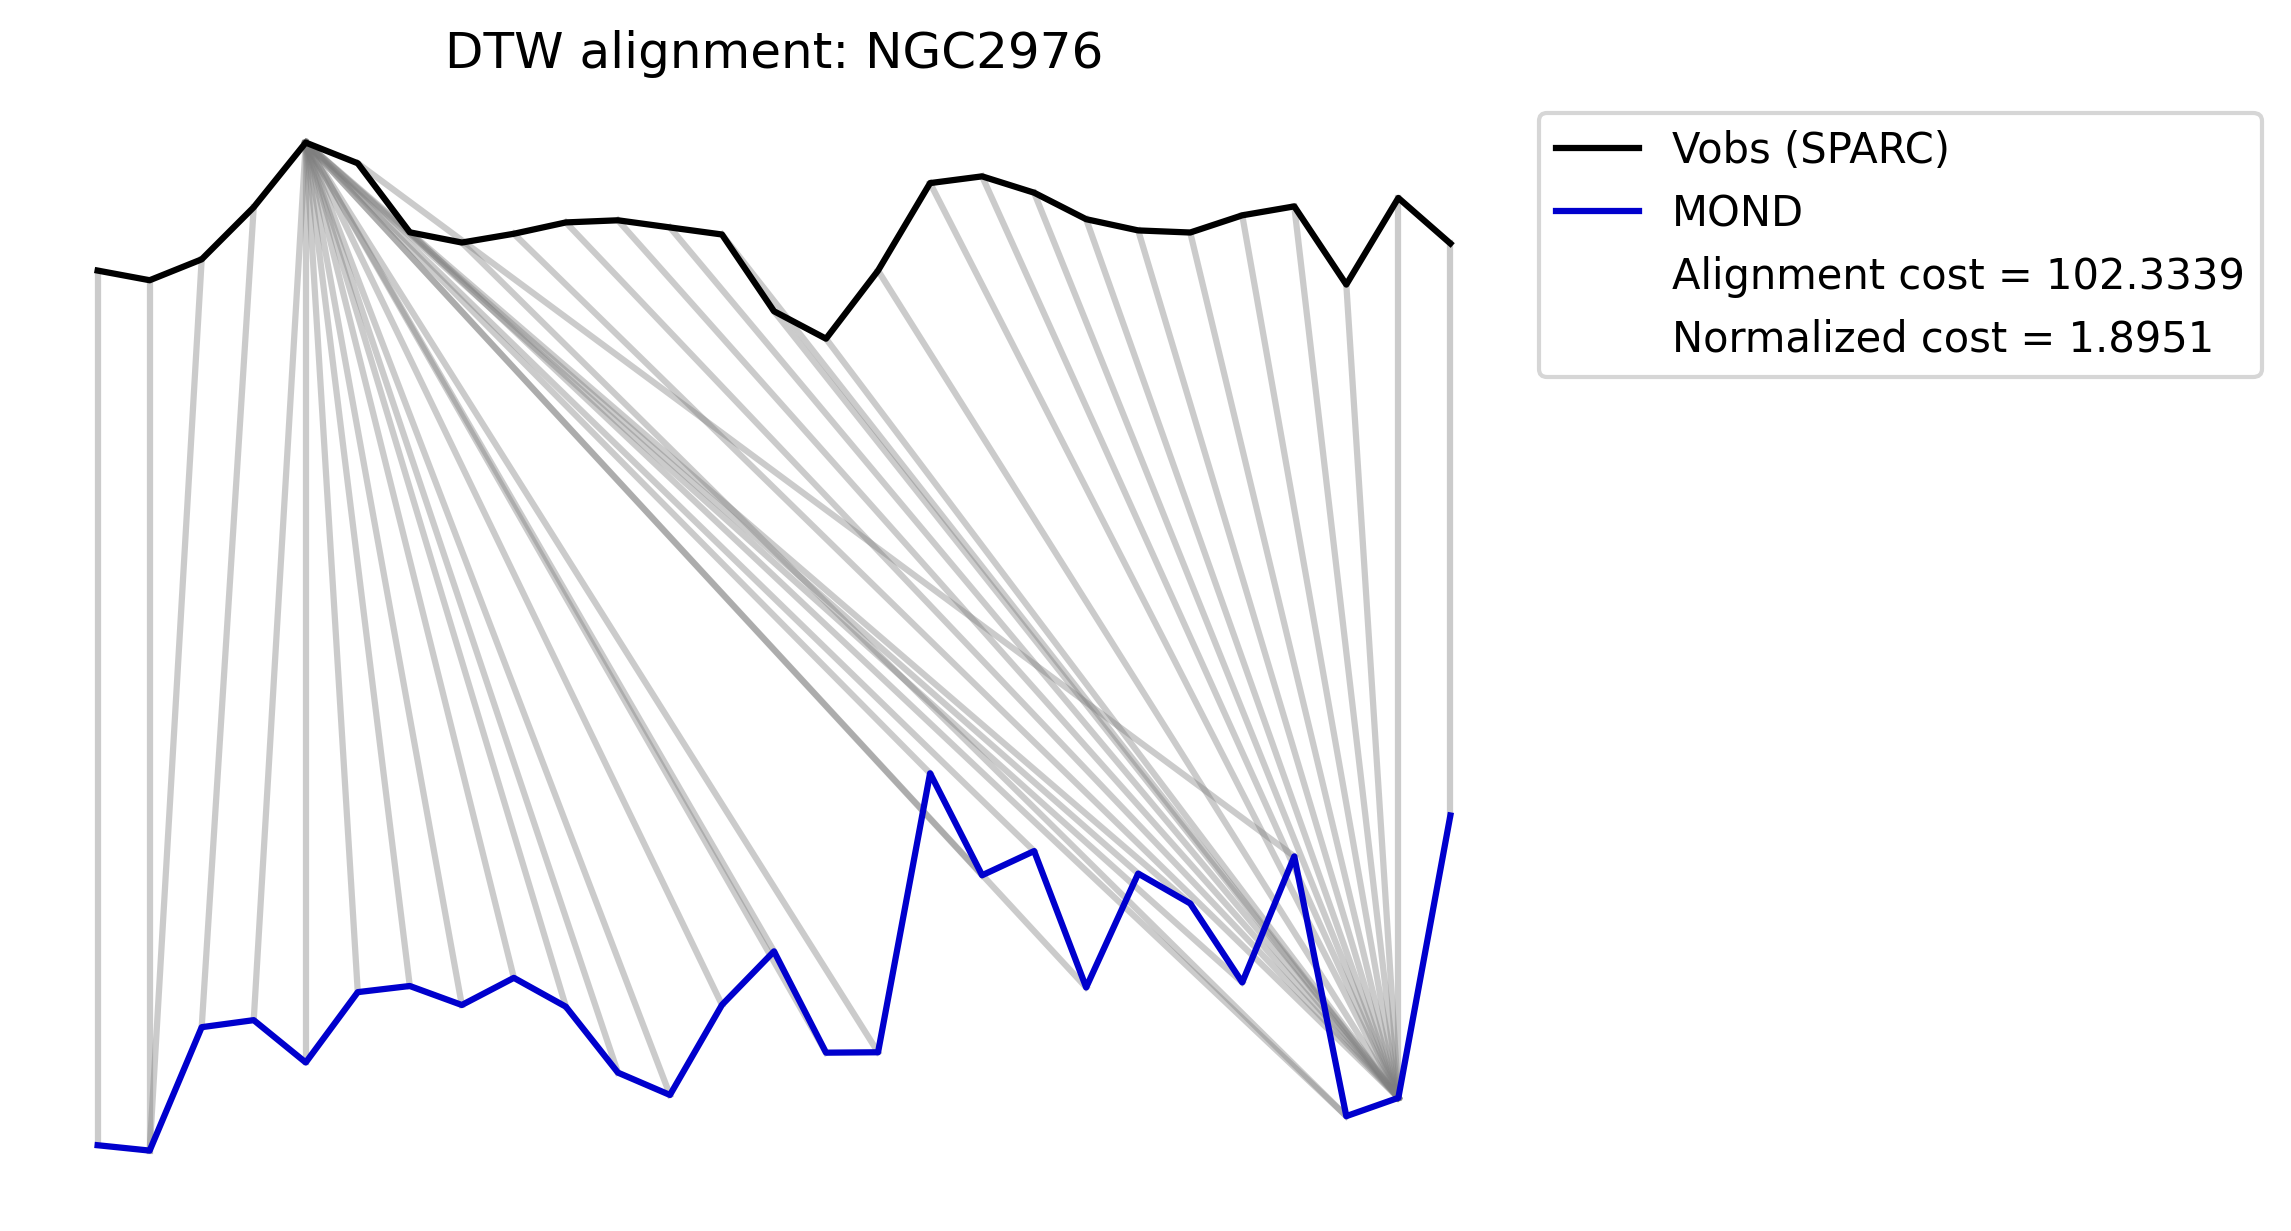 DTW alignment: NGC2976
Vobs (SPARC)
MOND
Alignment cost = 102.3339
Normalized cost = 1.8951